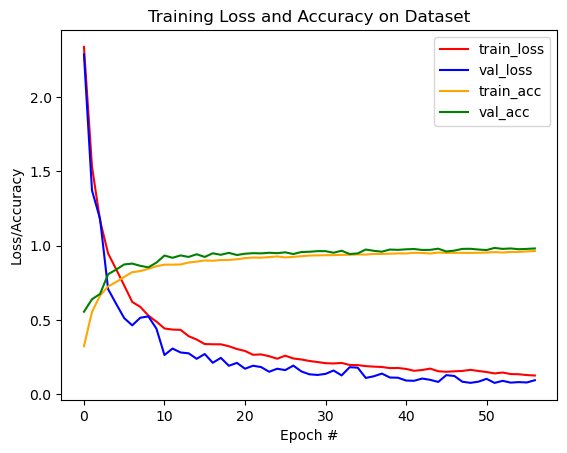 Training Loss and Accuracy on Dataset
train_loss
val_loss
train_acc
val_acc
Loss/Accuracy
2.0
1.5
1.0
0.5
0.0
0 10 20 30 40 50
Epoch #